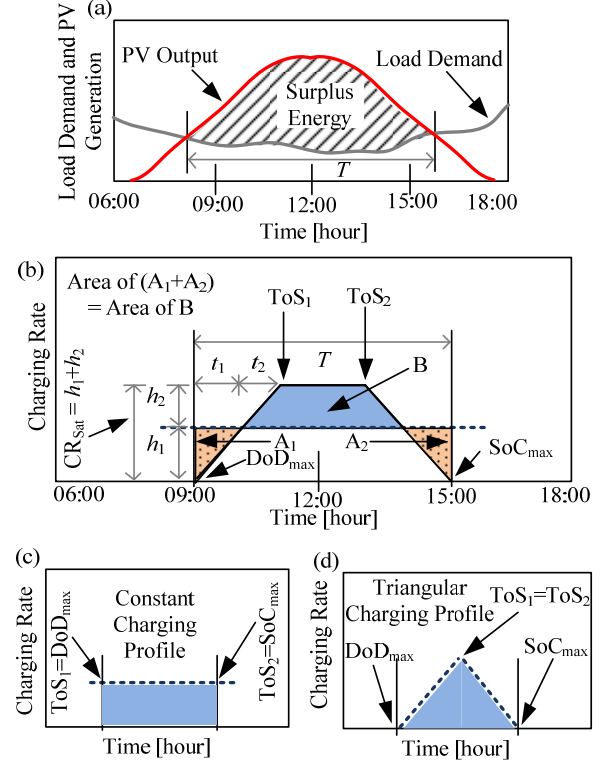 (a)
Load Demand and PV
Generation
PV Output
Load Demand
Surplus
Energy
T
06:00
09:00
12:00
15:00
18:00
Time [hour]
(b)
Charging Rate
Area of (A1+A2)
= Area of B
ToS1
ToS2
t1
t2
T
B
CRSat = h1+h2
h2
h1
A1
A2
DoDmax
SoCmax
06:00
09:00
12:00
15:00
18:00
Time [hour]
(c)
Charging Rate
ToS1=DoDmax
Constant
Charging
Profile
ToS2=SoCmax
Time [hour]
(d)
Charging Rate
Triangular
Charging Profile
ToS1=ToS2
DoDmax
SoCmax
Time [hour]